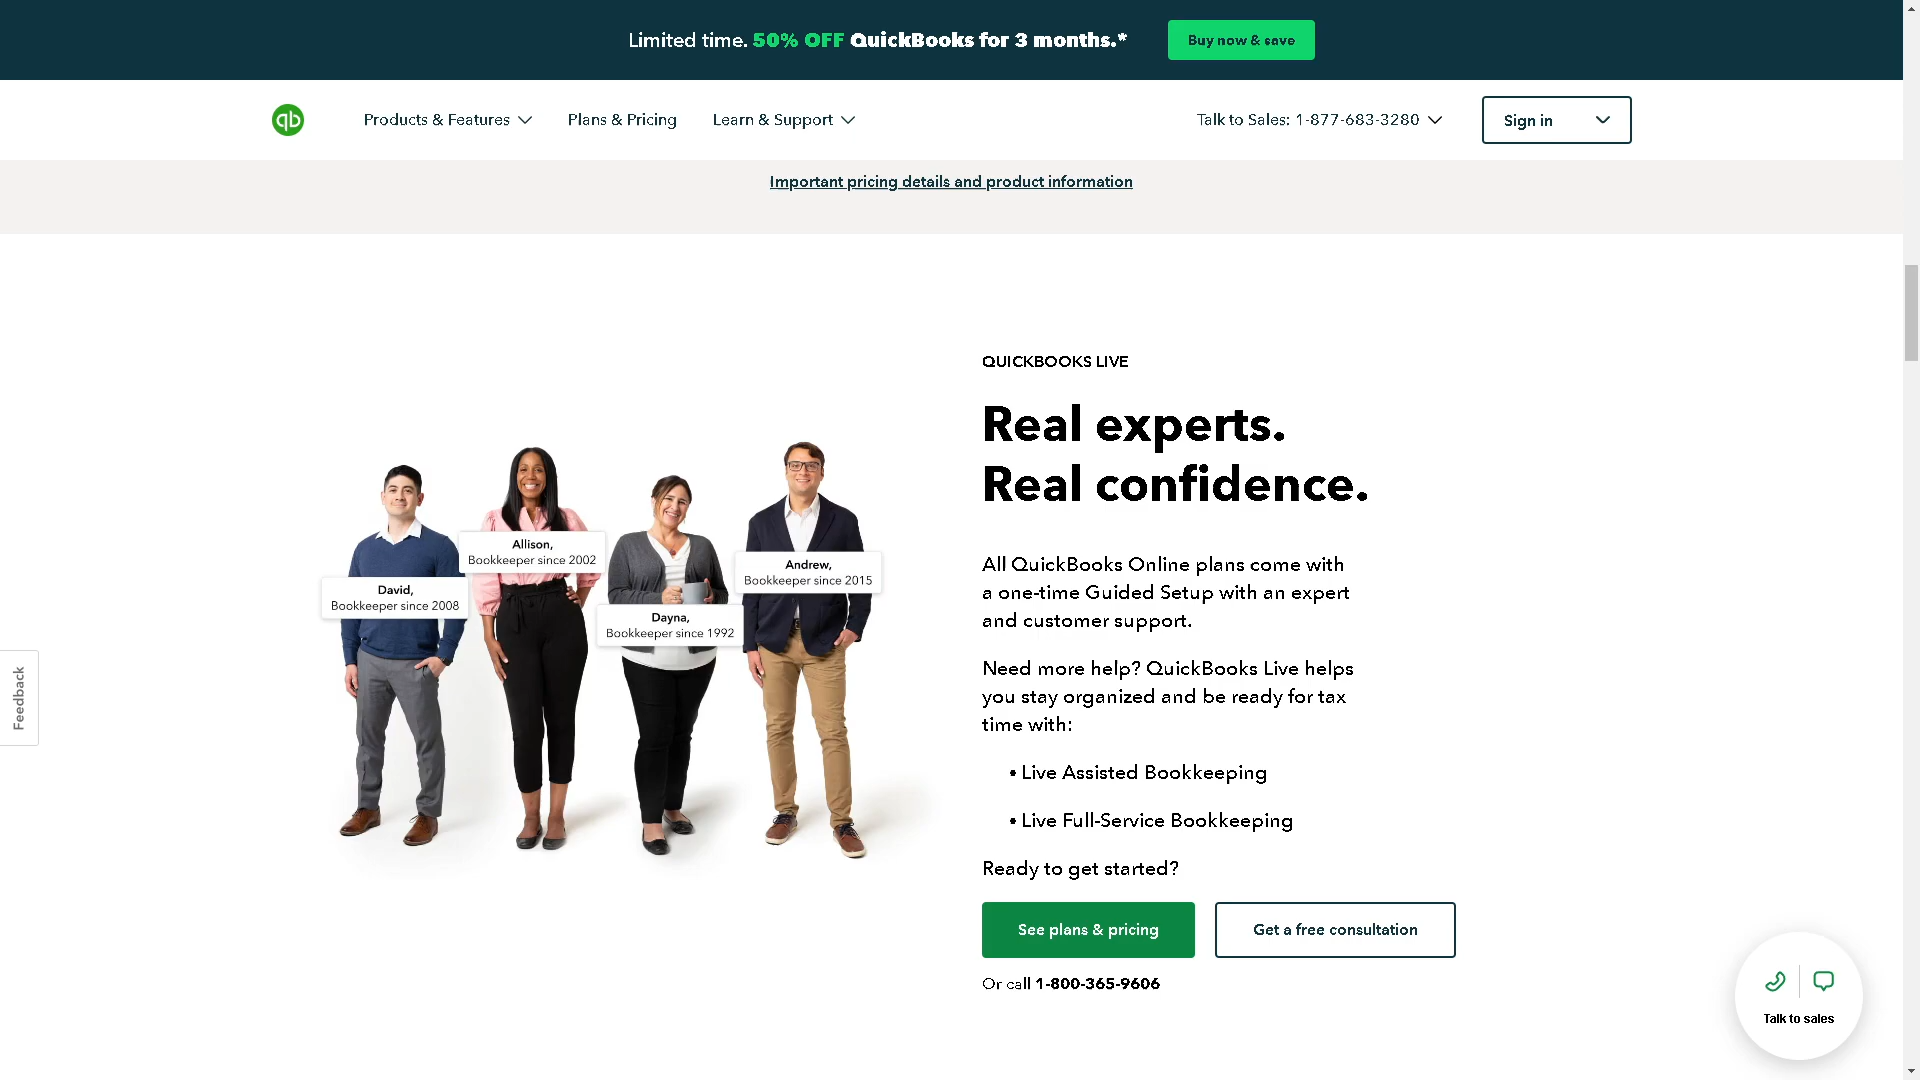 Limited time. 50% OFF QuickBooks for 3 months.*
Buy now & save
qb
Products & Features
Plans & Pricing
Learn & Support
Talk to Sales: 1-877-683-3280
Sign in
Important pricing details and product information
QUICKBOOKS LIVE
Real experts.
Real confidence.
All QuickBooks Online plans come with
a one-time Guided Setup with an expert
and customer support.
Need more help? QuickBooks Live helps
you stay organized and be ready for tax
time with:
• Live Assisted Bookkeeping
• Live Full-Service Bookkeeping
Ready to get started?
See plans & pricing
Get a free consultation
Or call 1-800-365-9606
David,
Bookkeeper since 2008
Allison,
Bookkeeper since 2002
Dayna,
Bookkeeper since 1992
Andrew,
Bookkeeper since 2015
Feedback
Talk to sales